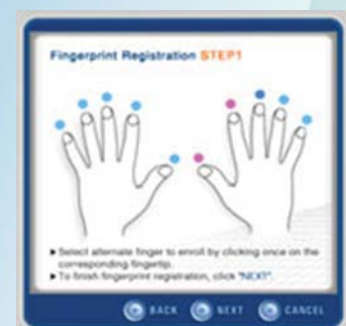 Fingerprint Registration STEP1
▶ Select alternate finger to enroll by clicking once on the
corresponding fingertip.
▶ To finish fingerprint registration, click "NEXT".
BACK NEXT CANCEL